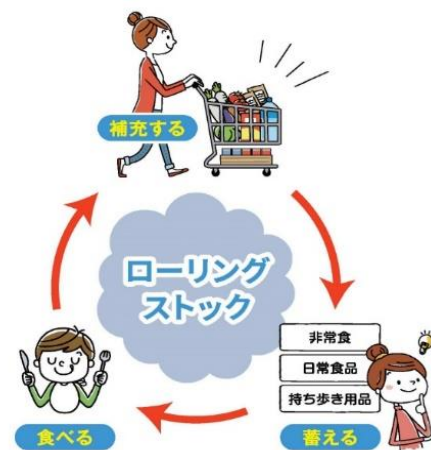 補充する
ローリング
ストック
非常食
日常食品
持ち歩き用品
食べる
蓄える